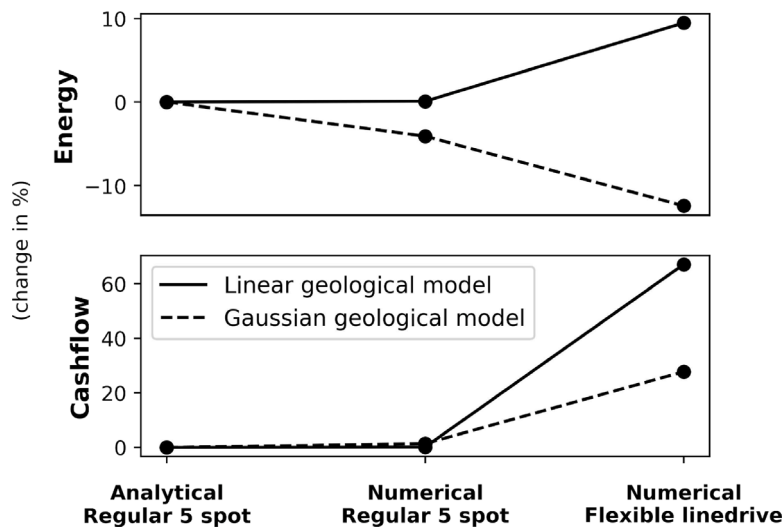 10
0
−10
Energy
(change in %)
60
40
20
0
Cashflow
Linear geological model
Gaussian geological model
Analytical
Regular 5 spot
Numerical
Regular 5 spot
Numerical
Flexible linedrive